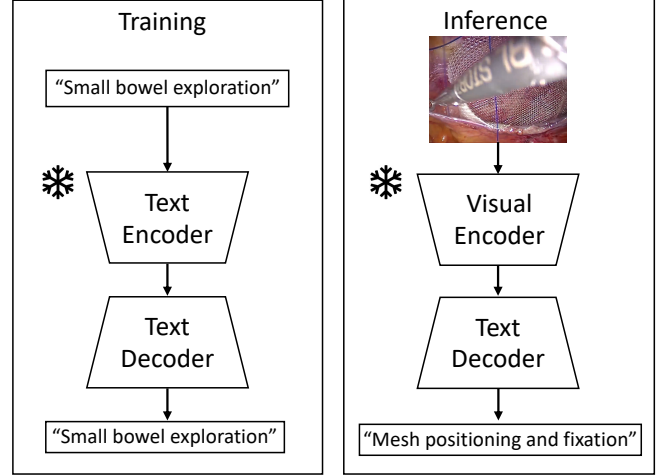 Training
“Small bowel exploration”
Text
Encoder
Text
Decoder
“Small bowel exploration”
Inference
Visual
Encoder
Text
Decoder
“Mesh positioning and fixation”